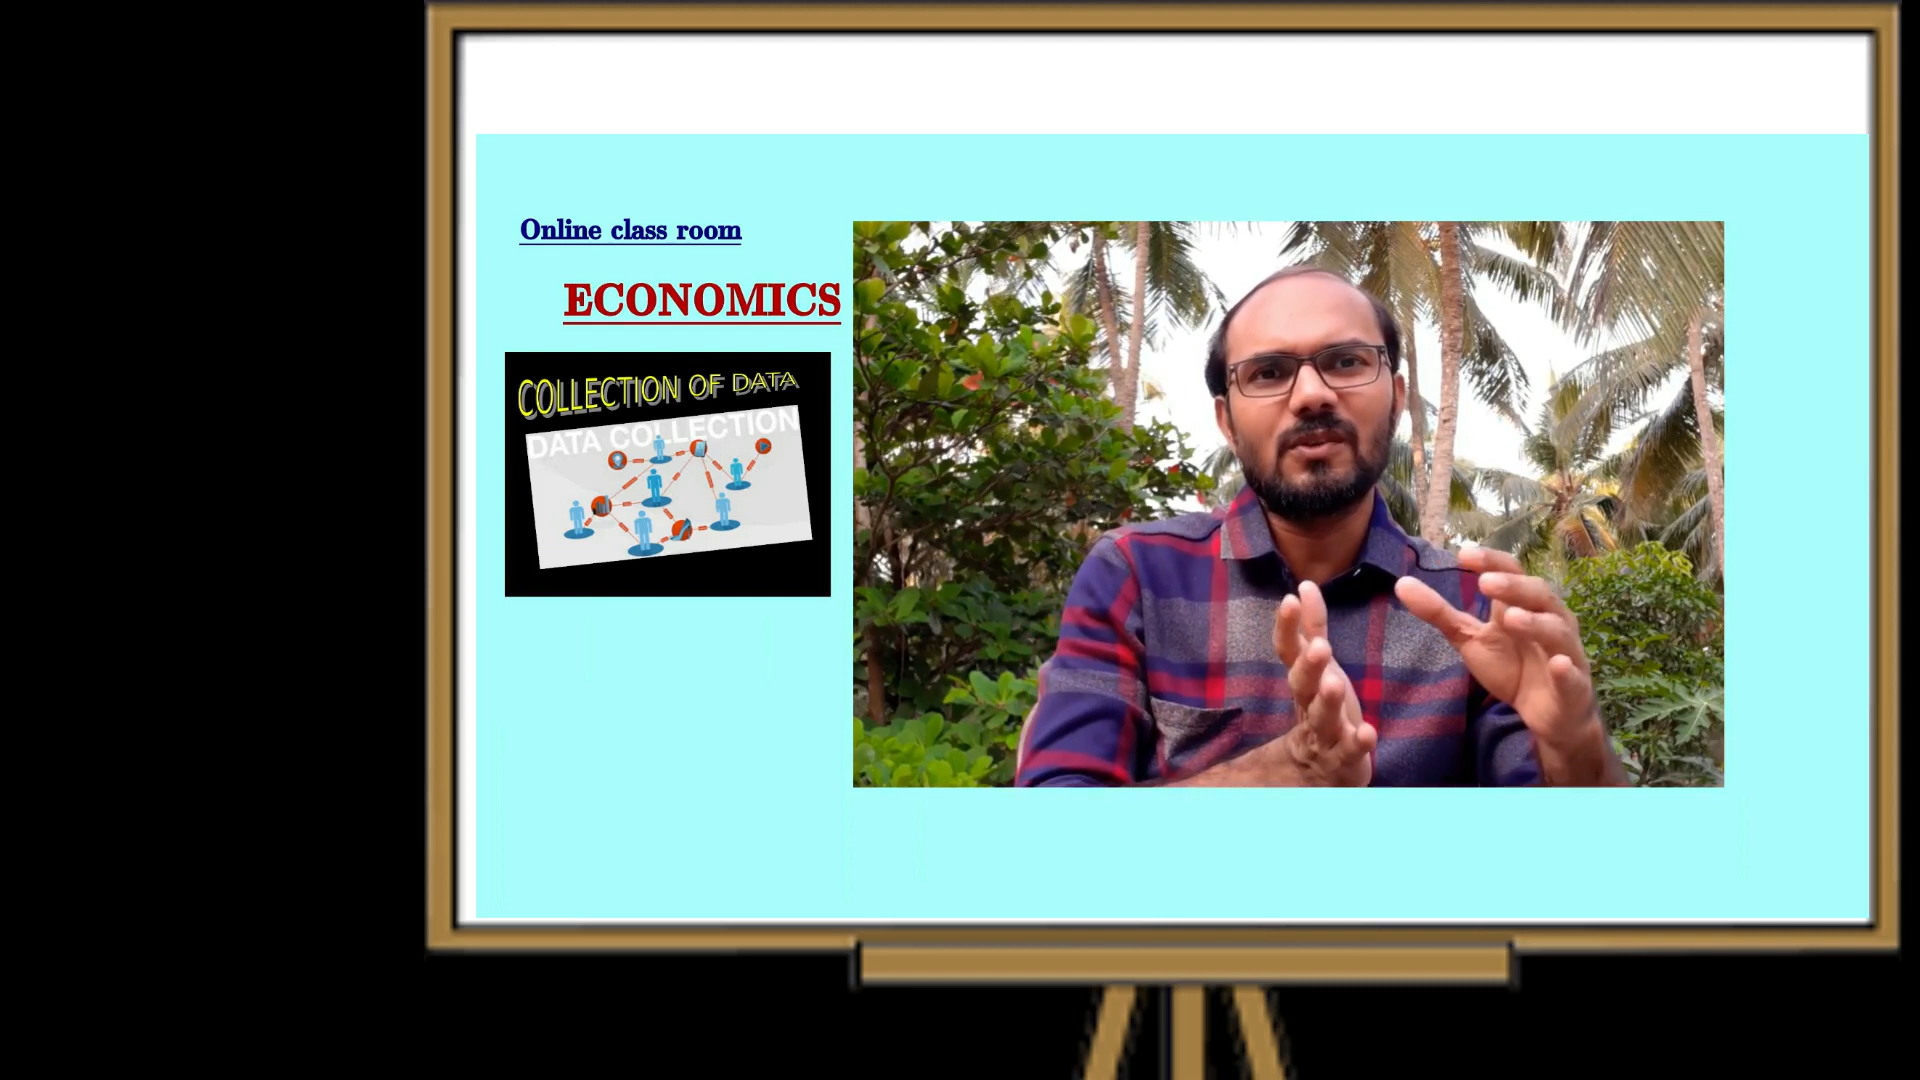 Online class room
ECONOMICS
COLLECTION OF DATA
DATA COLLECTION